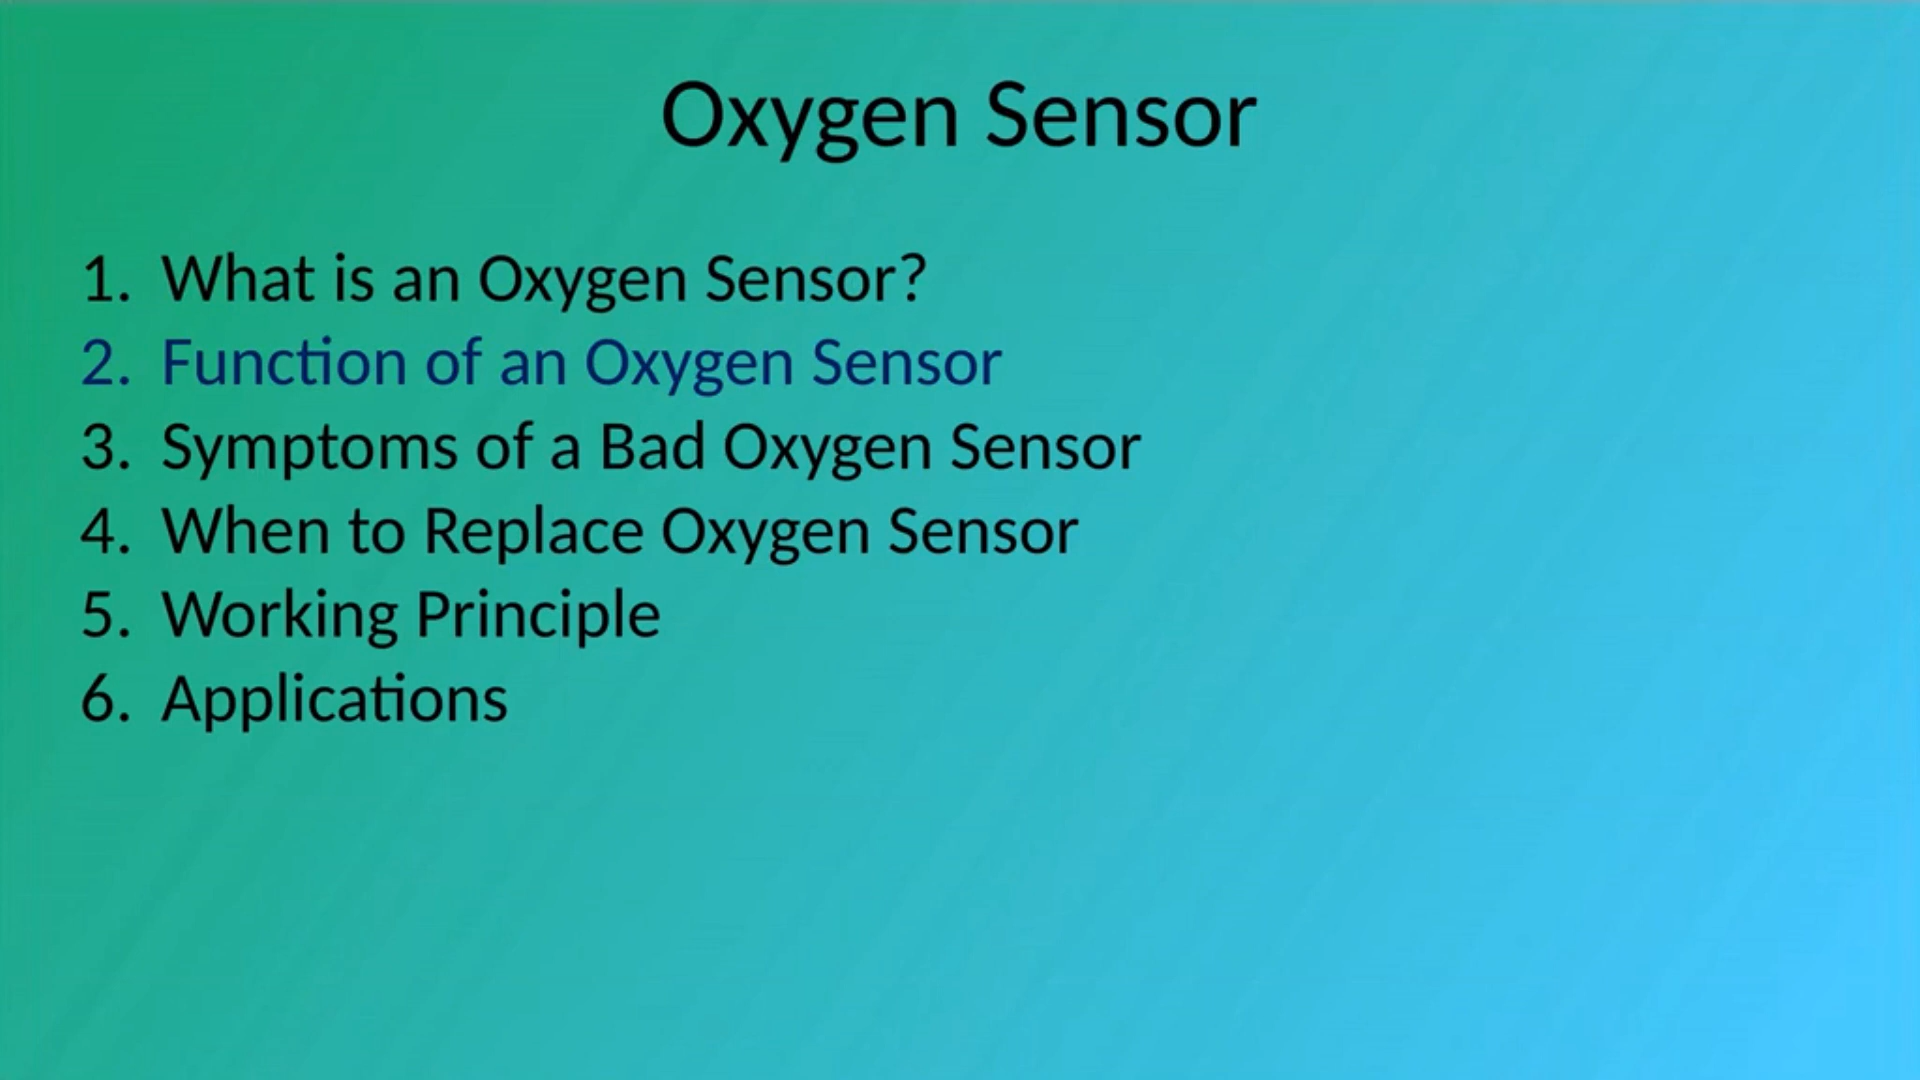 Oxygen Sensor
1. What is an Oxygen Sensor?
2. Function of an Oxygen Sensor
3. Symptoms of a Bad Oxygen Sensor
4. When to Replace Oxygen Sensor
5. Working Principle
6. Applications